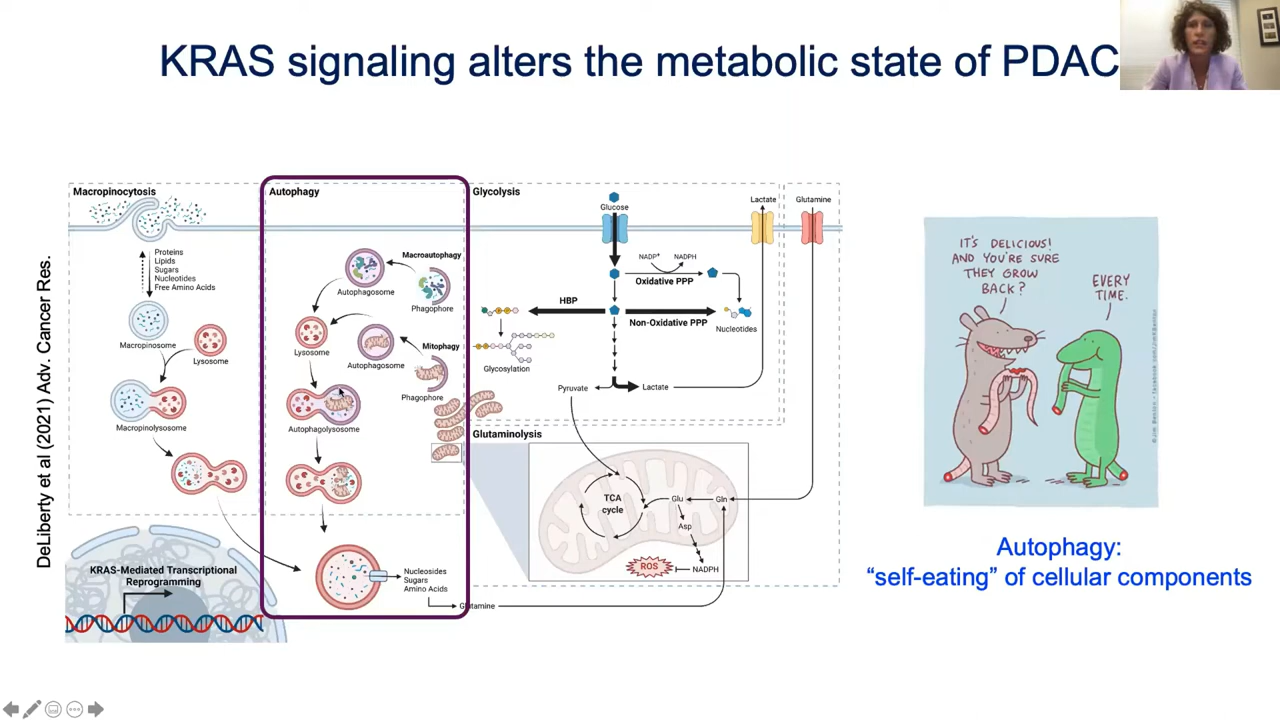 KRAS signaling alters the metabolic state of PDAC
DeLiberty et al (2021) Adv. Cancer Res.
Macropinocytosis
Proteins
Lipids
Sugars
Nucleotides
Free Amino Acids
Macropinosome
Lysosome
Macropinolysosome
KRAS-Mediated Transcriptional
Reprogramming
Autophagy
Macroautophagy
Autophagosome
Phagophore
Lysosome
Mitophagy
Autophagosome
Phagophore
Autophagolysosome
Nucleosides
Sugars
Amino Acids
Glutamine
Glycolysis
Glucose
Lactate
Glutamine
NADP+
NADPH
Oxidative PPP
HBP
Non-Oxidative PPP
Nucleotides
Glycosylation
Pyruvate
Lactate
Glutaminolysis
TCA
cycle
Glu
Gln
Asp
ROS
NADPH
IT'S DELICIOUS!
AND YOU'RE SURE
THEY GROW
BACK?
EVERY
TIME.
Autophagy:
“self-eating” of cellular components